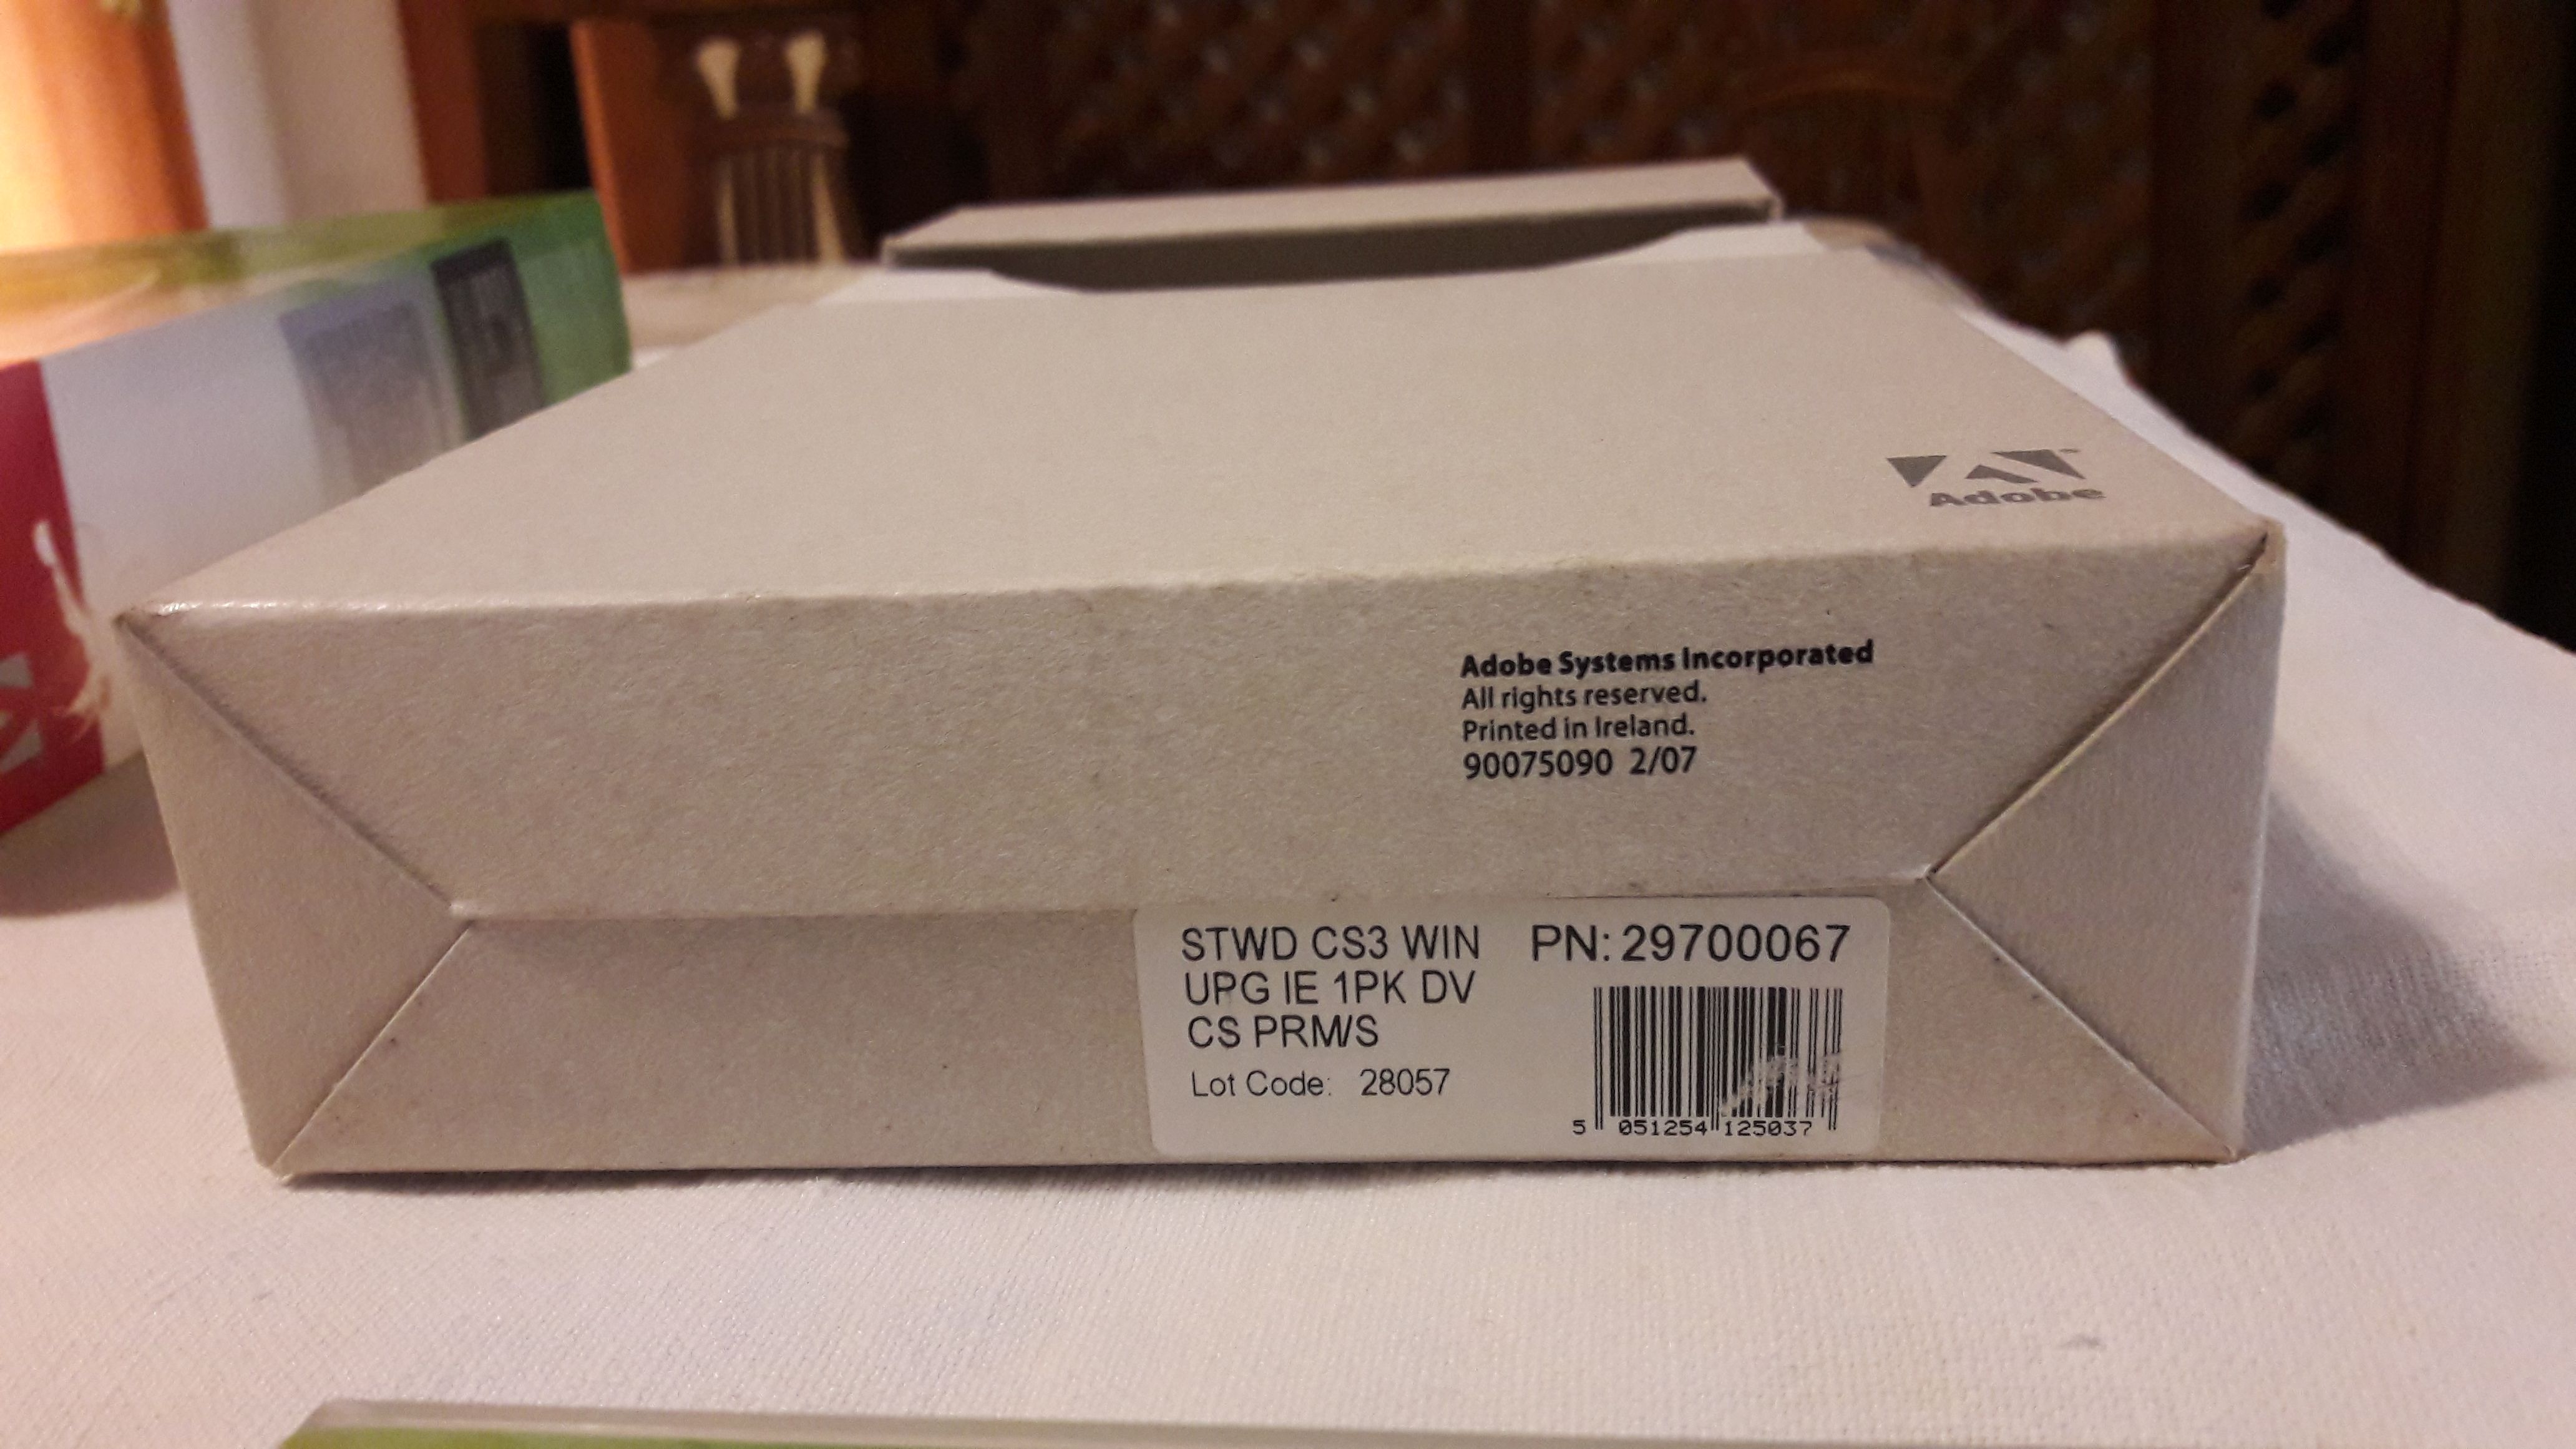 Adobe
Adobe Systems Incorporated
All rights reserved.
Printed in Ireland.
90075090 2/07
STWD CS3 WIN
UPG IE 1PK DV
CS PRM/S
Lot Code: 28057
PN: 29700067
5 051254 125037